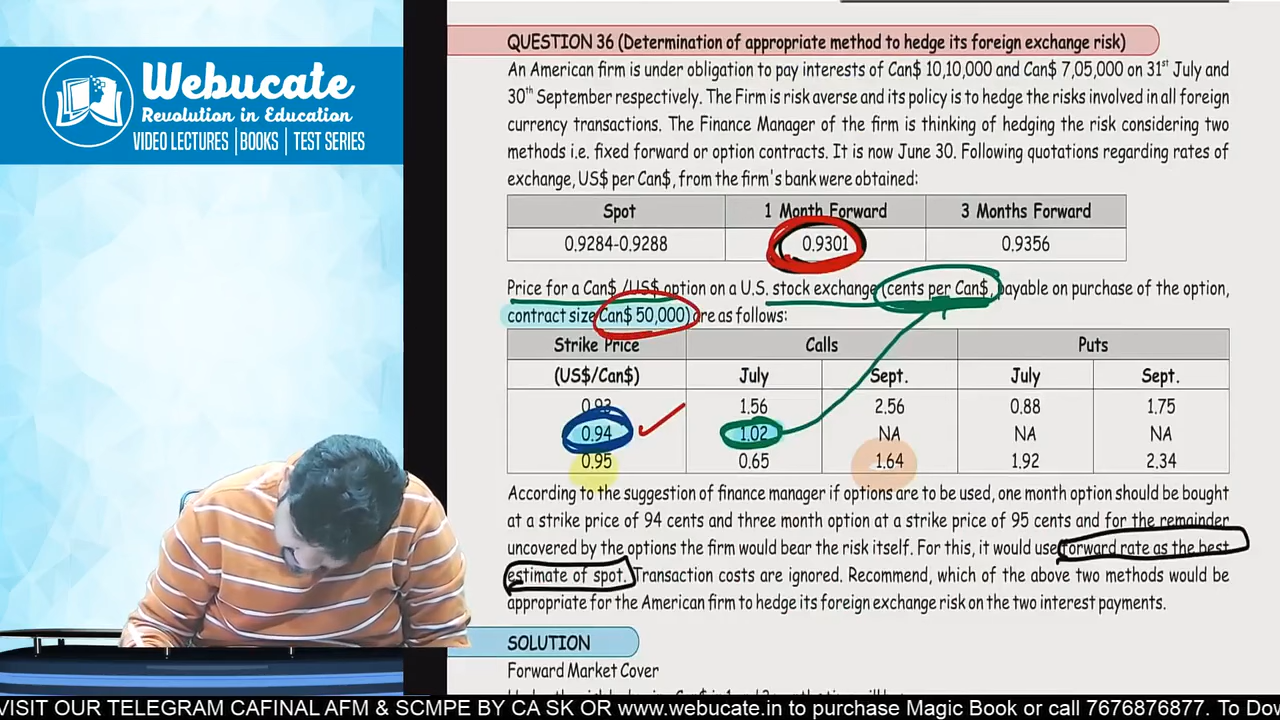 Webucate
Revolution in Education
VIDEO LECTURES | BOOKS | TEST SERIES
QUESTION 36 (Determination of appropriate method to hedge its foreign exchange risk)
An American firm is under obligation to pay interests of Can$ 10,10,000 and Can$ 7,05,000 on 31st July and
30th September respectively. The Firm is risk averse and its policy is to hedge the risks involved in all foreign
currency transactions. The Finance Manager of the firm is thinking of hedging the risk considering two
methods i.e. fixed forward or option contracts. It is now June 30. Following quotations regarding rates of
exchange, US$ per Can$, from the firm's bank were obtained:
Spot 1 Month Forward 3 Months Forward
0.9284-0.9288 0.9301 0.9356
Price for a Can$ /US$ option on a U.S. stock exchange (cents per Can$, payable on purchase of the option,
contract size Can$ 50,000) are as follows:
Strike Price Calls Puts
(US$/Can$) July Sept. July Sept.
0.93 1.56 2.56 0.88 1.75
0.94 1.02 NA NA NA
0.95 0.65 1.64 1.92 2.34
According to the suggestion of finance manager if options are to be used, one month option should be bought
at a strike price of 94 cents and three month option at a strike price of 95 cents and for the remainder
uncovered by the options the firm would bear the risk itself. For this, it would use forward rate as the best
estimate of spot. Transaction costs are ignored. Recommend, which of the above two methods would be
appropriate for the American firm to hedge its foreign exchange risk on the two interest payments.
SOLUTION
Forward Market Cover
VISIT OUR TELEGRAM CAFINAL AFM & SCMPE BY CA SK OR www.webucate.in to purchase Magic Book or call 7676876877. To Dow